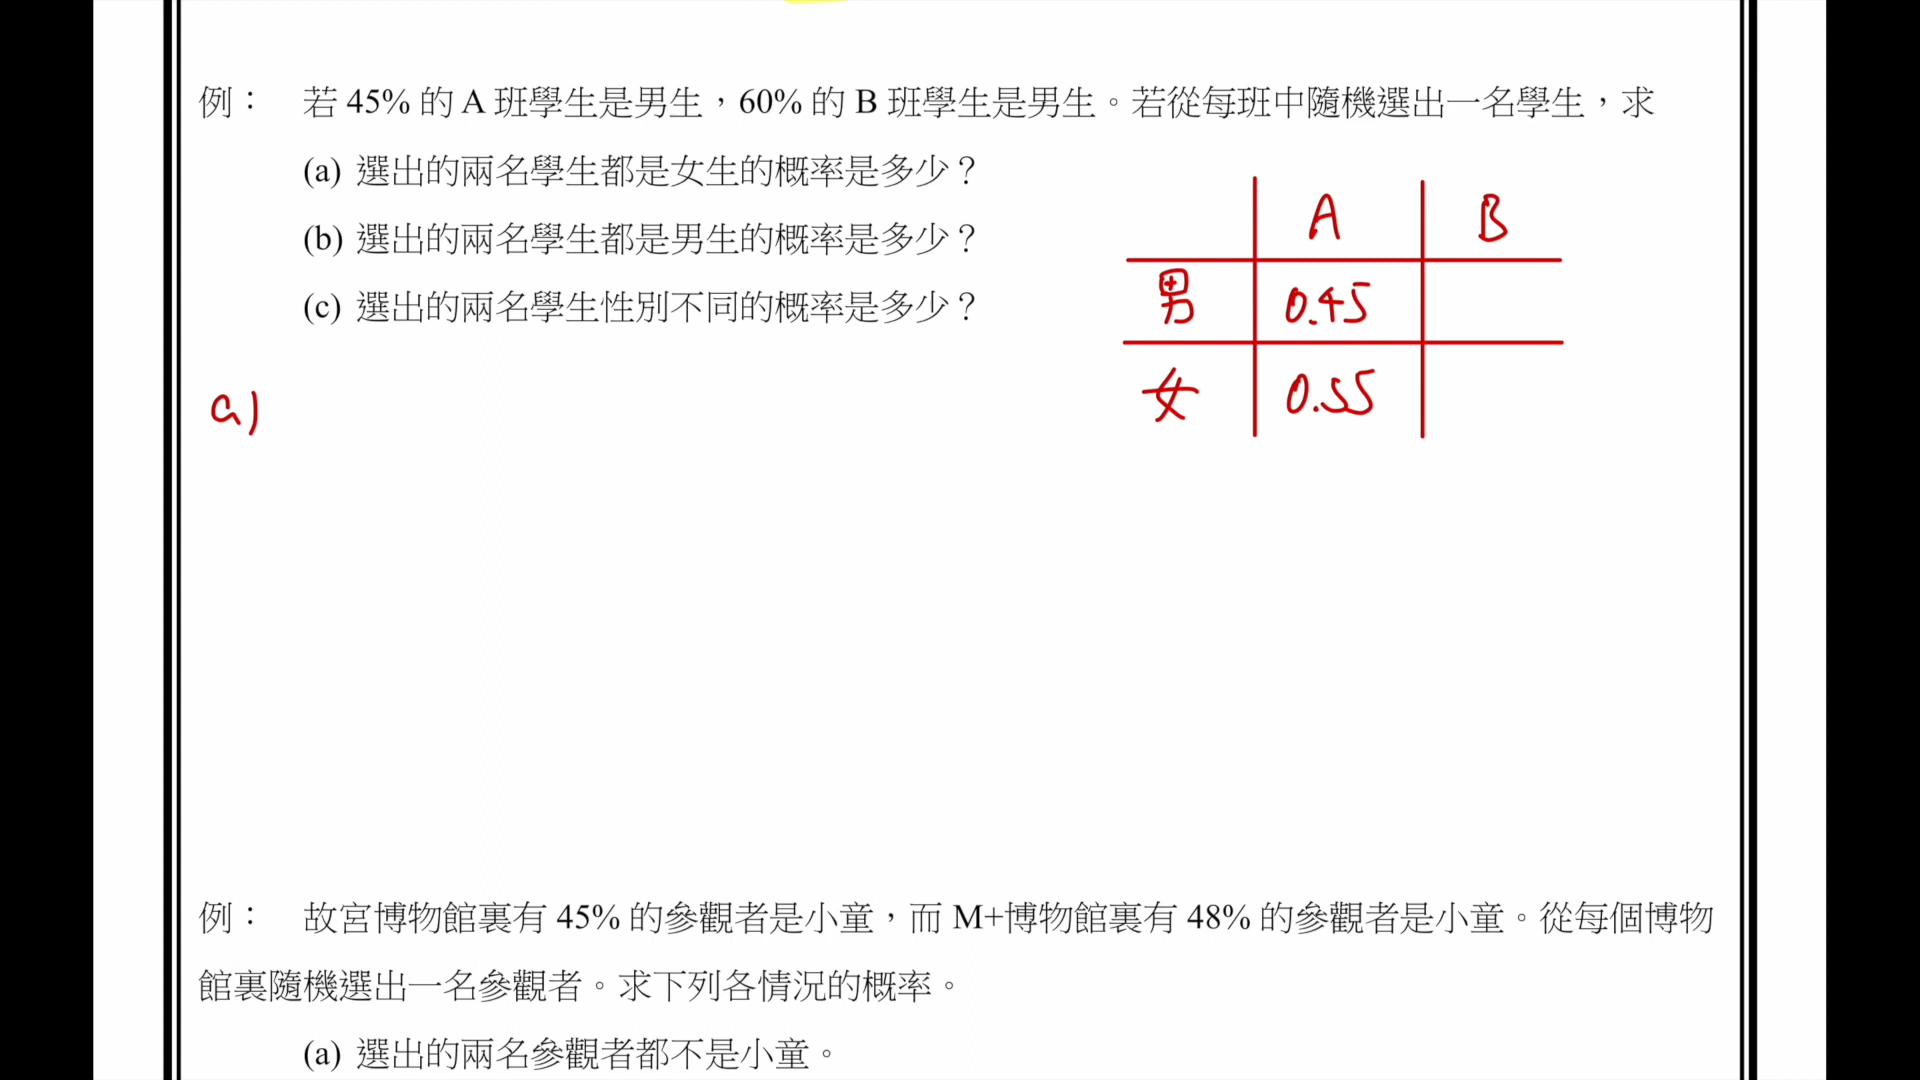 例： 若 45% 的 A 班學生是男生，60% 的 B 班學生是男生。若從每班中隨機選出一名學生，求
(a) 選出的兩名學生都是女生的概率是多少？
(b) 選出的兩名學生都是男生的概率是多少？
(c) 選出的兩名學生性別不同的概率是多少？
A B
男 0.45
女 0.55
a)
例： 故宮博物館裏有 45% 的參觀者是小童，而 M+博物館裏有 48% 的參觀者是小童。從每個博物
館裏隨機選出一名參觀者。求下列各情況的概率。
(a) 選出的兩名參觀者都不是小童。